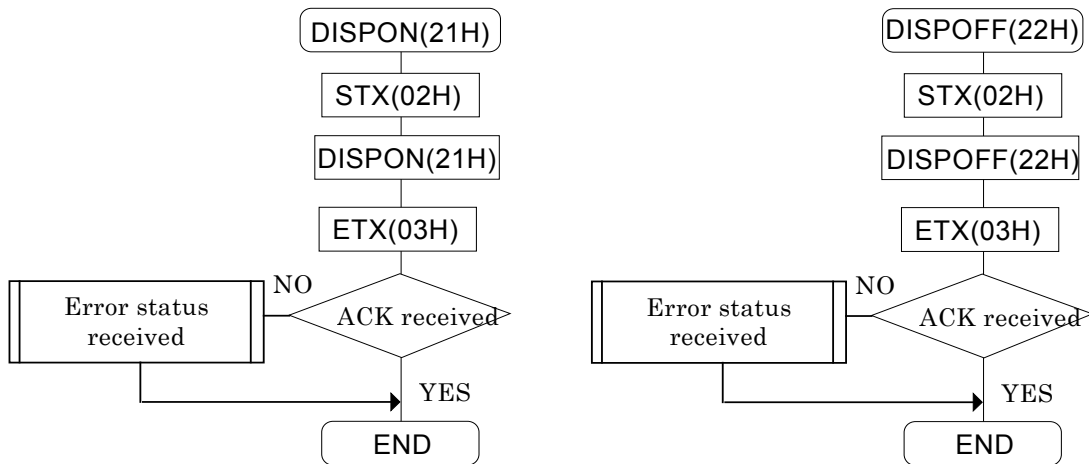 DISPON(21H)
STX(02H)
DISPON(21H)
ETX(03H)
ACK received
NO
Error status
received
YES
END
DISPOFF(22H)
STX(02H)
DISPOFF(22H)
ETX(03H)
ACK received
NO
Error status
received
YES
END